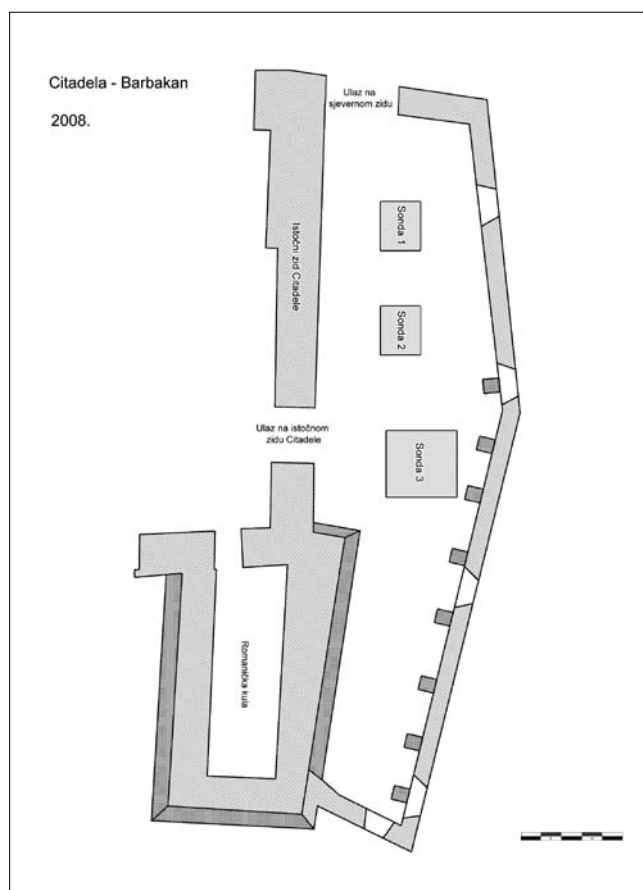 Citadela - Barbakan
2008.
Ulaz na
sjevernom zidu
Istočni zid Citadele
Sonda 1
Sonda 2
Ulaz na istočnom
zidu Citadele
Sonda 3
Romanička kula